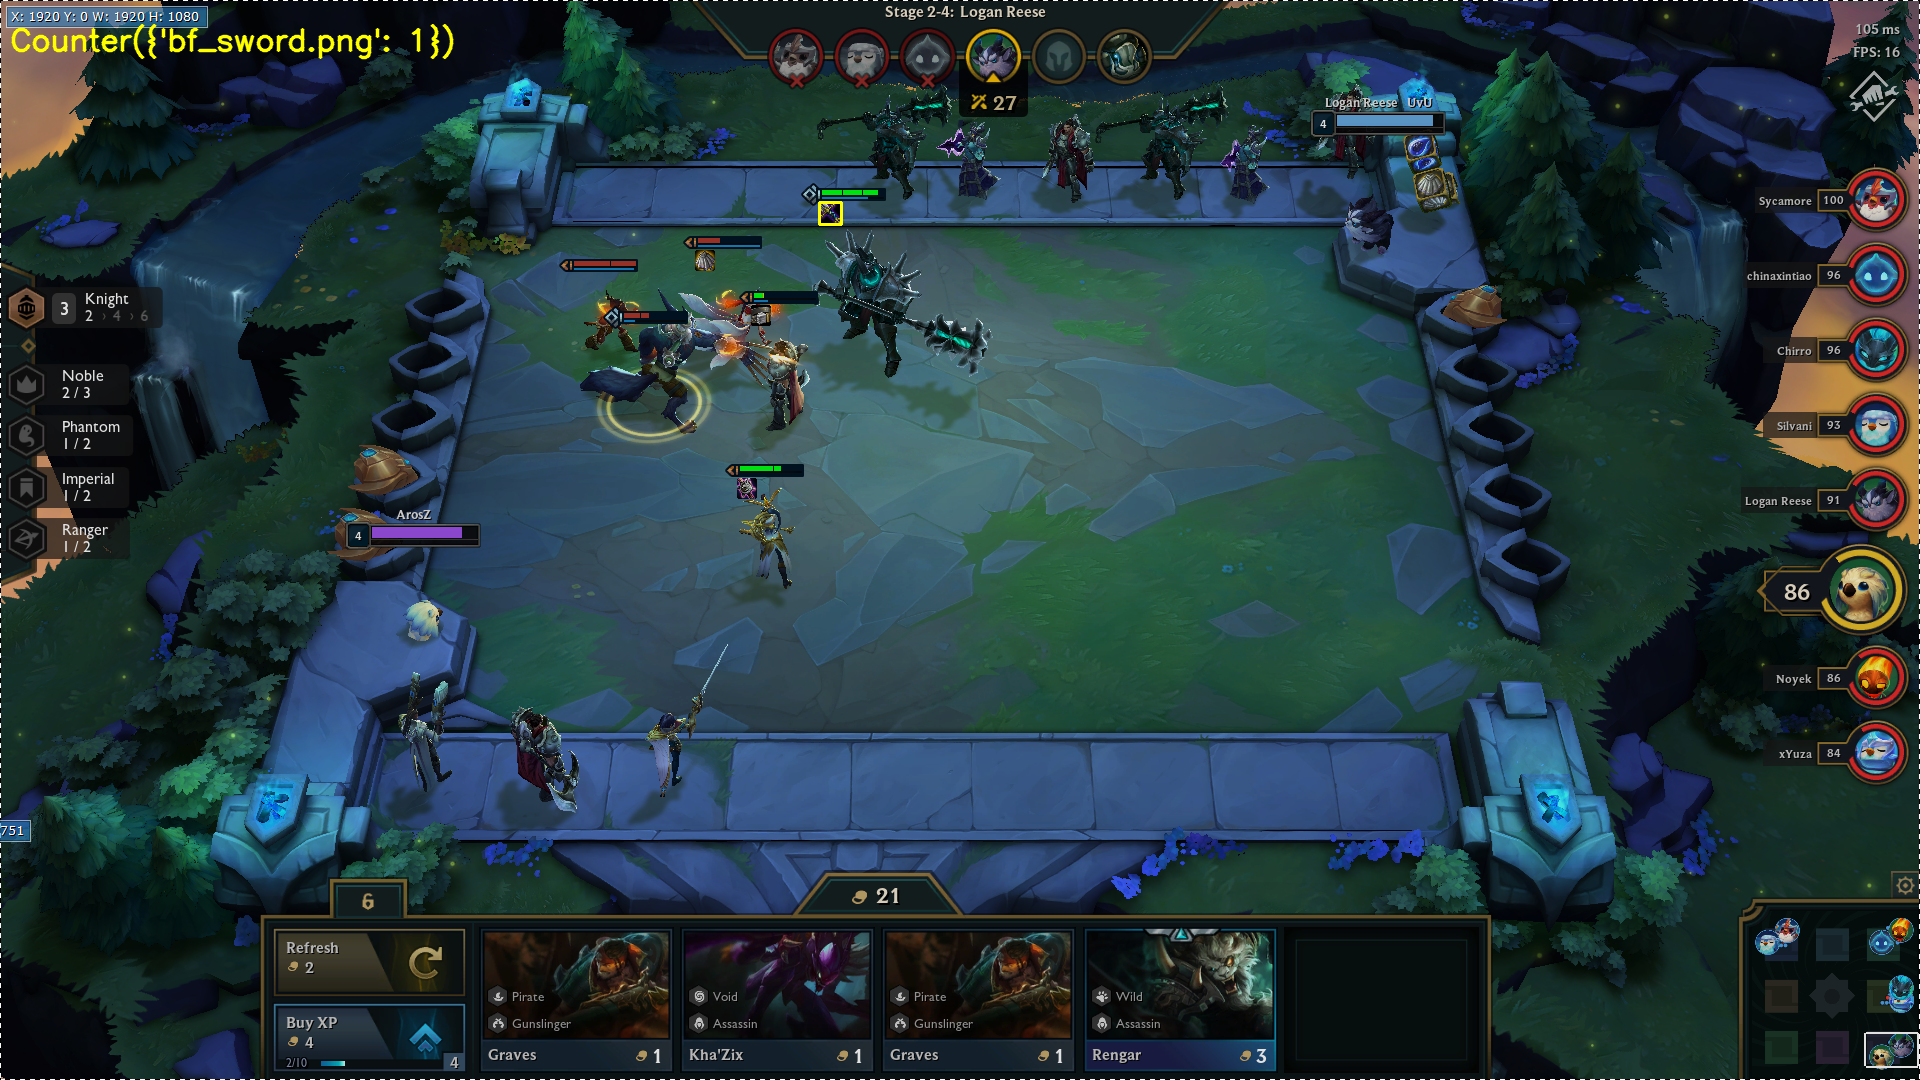 X: 1920 Y: 0 W: 1920 H: 1080
Counter({'bf_sword.png': 1})
Stage 2-4: Logan Reese
105 ms
FPS: 16
27
Logan Reese UvU
4
Sycamore 100
chinaxintiao 96
Chirro 96
Silvani 93
Logan Reese 91
86
Noyek 86
xYuza 84
3 Knight
2 › 4 › 6
Noble
2 / 3
Phantom
1 / 2
Imperial
1 / 2
Ranger
1 / 2
ArosZ
4
751
6
21
Refresh
2
Buy XP
4
2/10
4
Pirate
Gunslinger
Graves 1
Void
Assassin
Kha'Zix 1
Pirate
Gunslinger
Graves 1
Wild
Assassin
Rengar 3